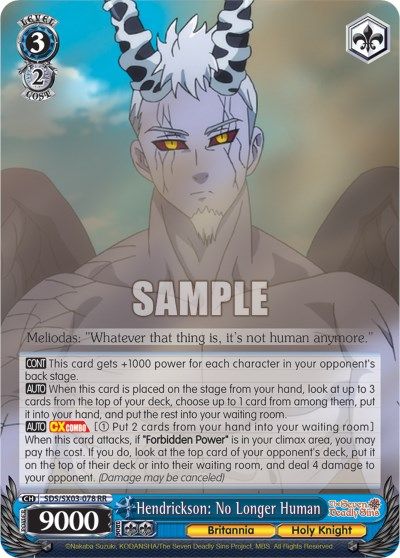 LEVEL
3
2
COST
SAMPLE
Meliodas: "Whatever that thing is, it's not human anymore."
CONT This card gets +1000 power for each character in your opponent's
back stage.
AUTO When this card is placed on the stage from your hand, look at up to 3
cards from the top of your deck, choose up to 1 card from among them, put
it into your hand, and put the rest into your waiting room.
AUTO CX COMBO [① Put 2 cards from your hand into your waiting room]
When this card attacks, if "Forbidden Power" is in your climax area, you may
pay the cost. If you do, look at the top card of your opponent's deck, put it
on the top of their deck or into their waiting room, and deal 4 damage to
your opponent. (Damage may be canceled)
CH SDS/SX03-078 RR
Hendrickson: No Longer Human
The Seven Deadly Sins
POWER
9000
SOUL
Britannia
Holy Knight
©Nakaba Suzuki, KODANSHA/The Seven Deadly Sins Project, MBS. All Rights Reserved.